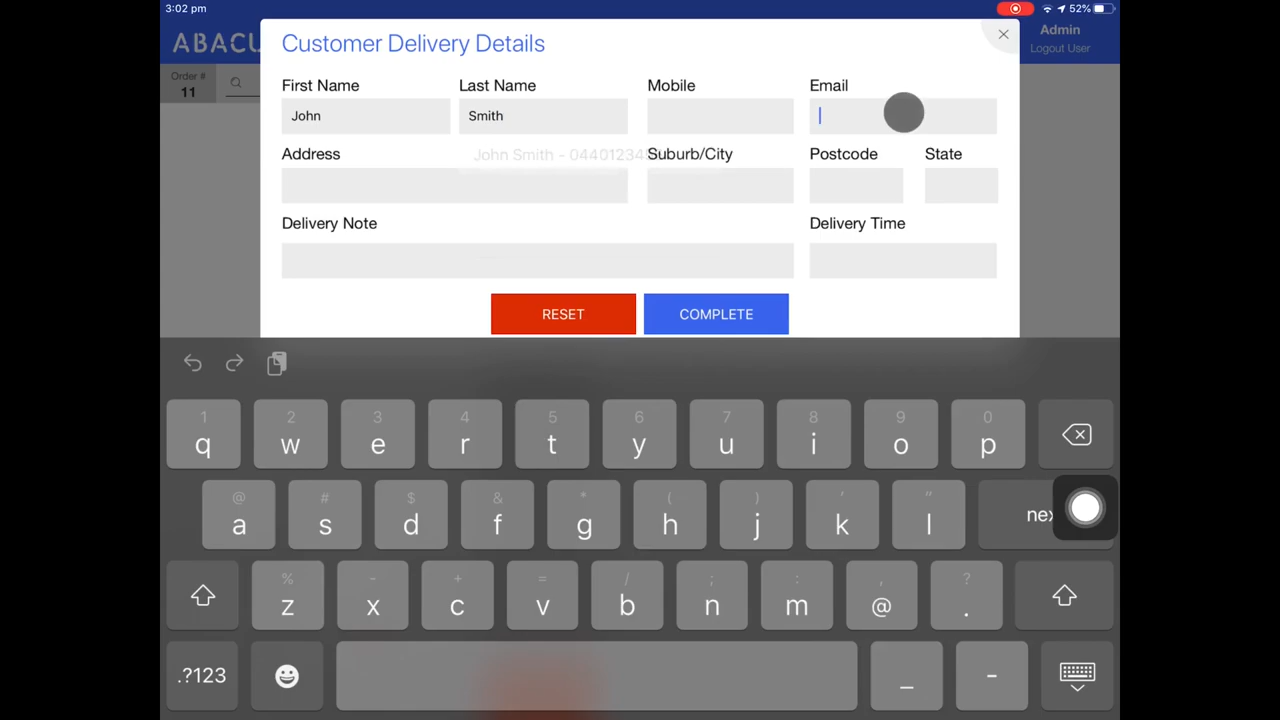 3:02 pm
52%
ABACU
Admin
Logout User
Order #
11
Customer Delivery Details
First Name
Last Name
Mobile
Email
John
Smith
Address
John Smith - 0440123
Suburb/City
Postcode
State
Delivery Note
Delivery Time
RESET
COMPLETE
1 2 3 4 5 6 7 8 9 0
q w e r t y u i o p
@ # $ & * ( ) ' "
a s d f g h j k l nex
% - + = / ; : , ?
z x c v b n m @ .
.?123 _ -